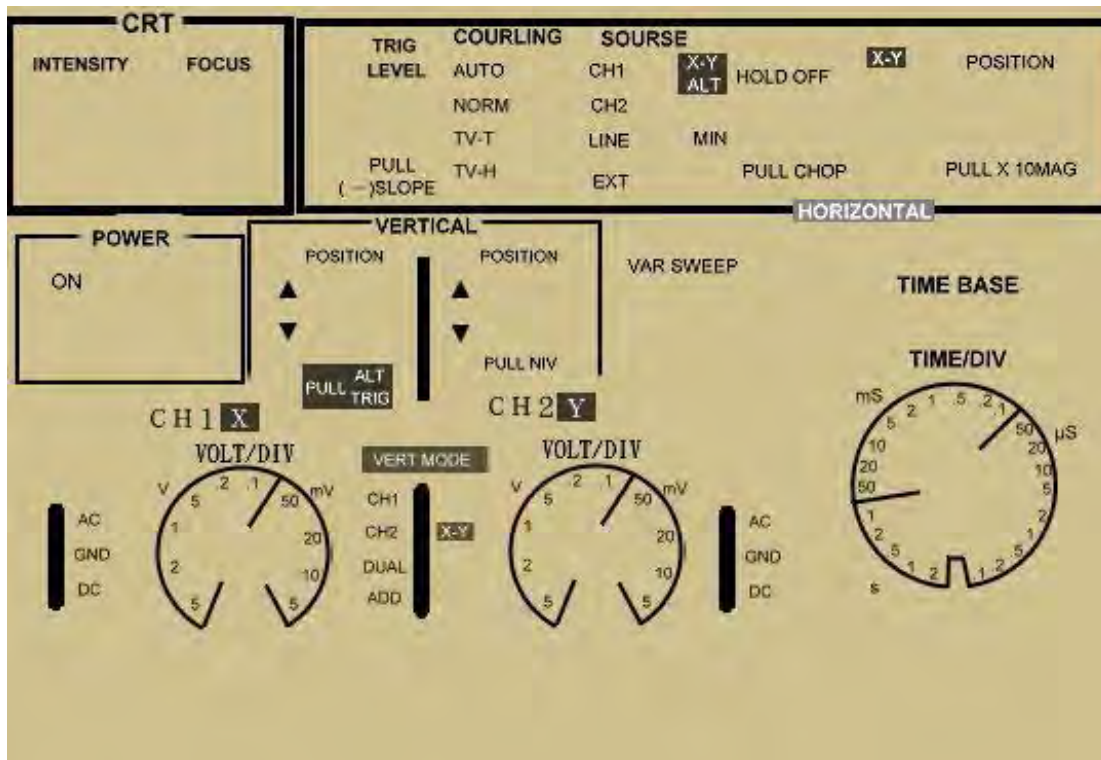 CRT
INTENSITY FOCUS
TRIG LEVEL
PULL
(-)SLOPE
COURLING
AUTO
NORM
TV-T
TV-H
SOURSE
CH1
CH2
LINE
EXT
X-Y
ALT
HOLD OFF
MIN
PULL CHOP
X-Y
POSITION
PULL X 10MAG
HORIZONTAL
POWER
ON
VERTICAL
POSITION
▲
▼
PULL ALT TRIG
POSITION
▲
▼
PULL NIV
VAR SWEEP
TIME BASE
TIME/DIV
mS
50 20 10 5 2 1 .5 .2 .1
μS
50 20 10 5 2 1 .5 .2 .1
s
.1 .2 .5 1 2
CH1 X
VOLT/DIV
V
5 2 1 .5 .2 .1
mV
50 20 10 5
AC
GND
DC
VERT MODE
CH1
CH2 X-Y
DUAL
ADD
CH2 Y
VOLT/DIV
V
5 2 1 .5 .2 .1
mV
50 20 10 5
AC
GND
DC